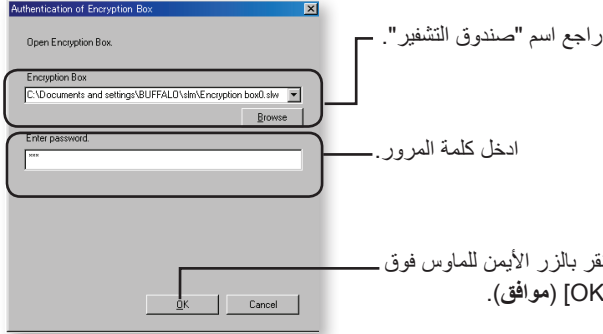 Authentication of Encryption Box
Open Encryption Box.
Encryption Box
C:\Documents and settings\BUFFALO\slm\Encryption box0.slw
Browse
Enter password.
***
OK
Cancel
راجع اسم "صندوق التشفير".
ادخل كلمة المرور.
نقر بالزر الأيمن للماوس فوق
OK] (موافق).